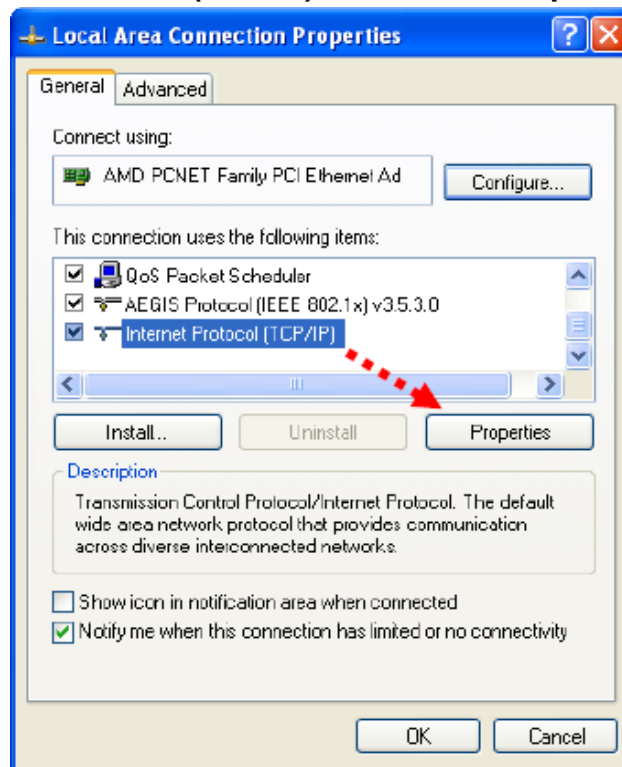 Local Area Connection Properties
General Advanced
Connect using:
AMD PCNET Family PCI Ethernet Ad
Configure...
This connection uses the following items:
QoS Packet Scheduler
AEGIS Protocol (IEEE 802.1x) v3.5.3.0
Internet Protocol (TCP/IP)
Install... Uninstall Properties
Description
Transmission Control Protocol/Internet Protocol. The default
wide area network protocol that provides communication
across diverse interconnected networks.
Show icon in notification area when connected
Notify me when this connection has limited or no connectivity
OK Cancel